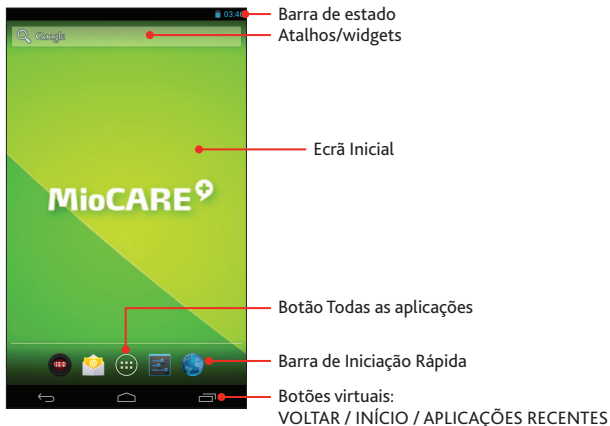 03:46
Barra de estado
Google
Atalhos/widgets
Ecrã Inicial
MioCARE
Botão Todas as aplicações
Barra de Iniciação Rápida
Botões virtuais:
VOLTAR / INÍCIO / APLICAÇÕES RECENTES